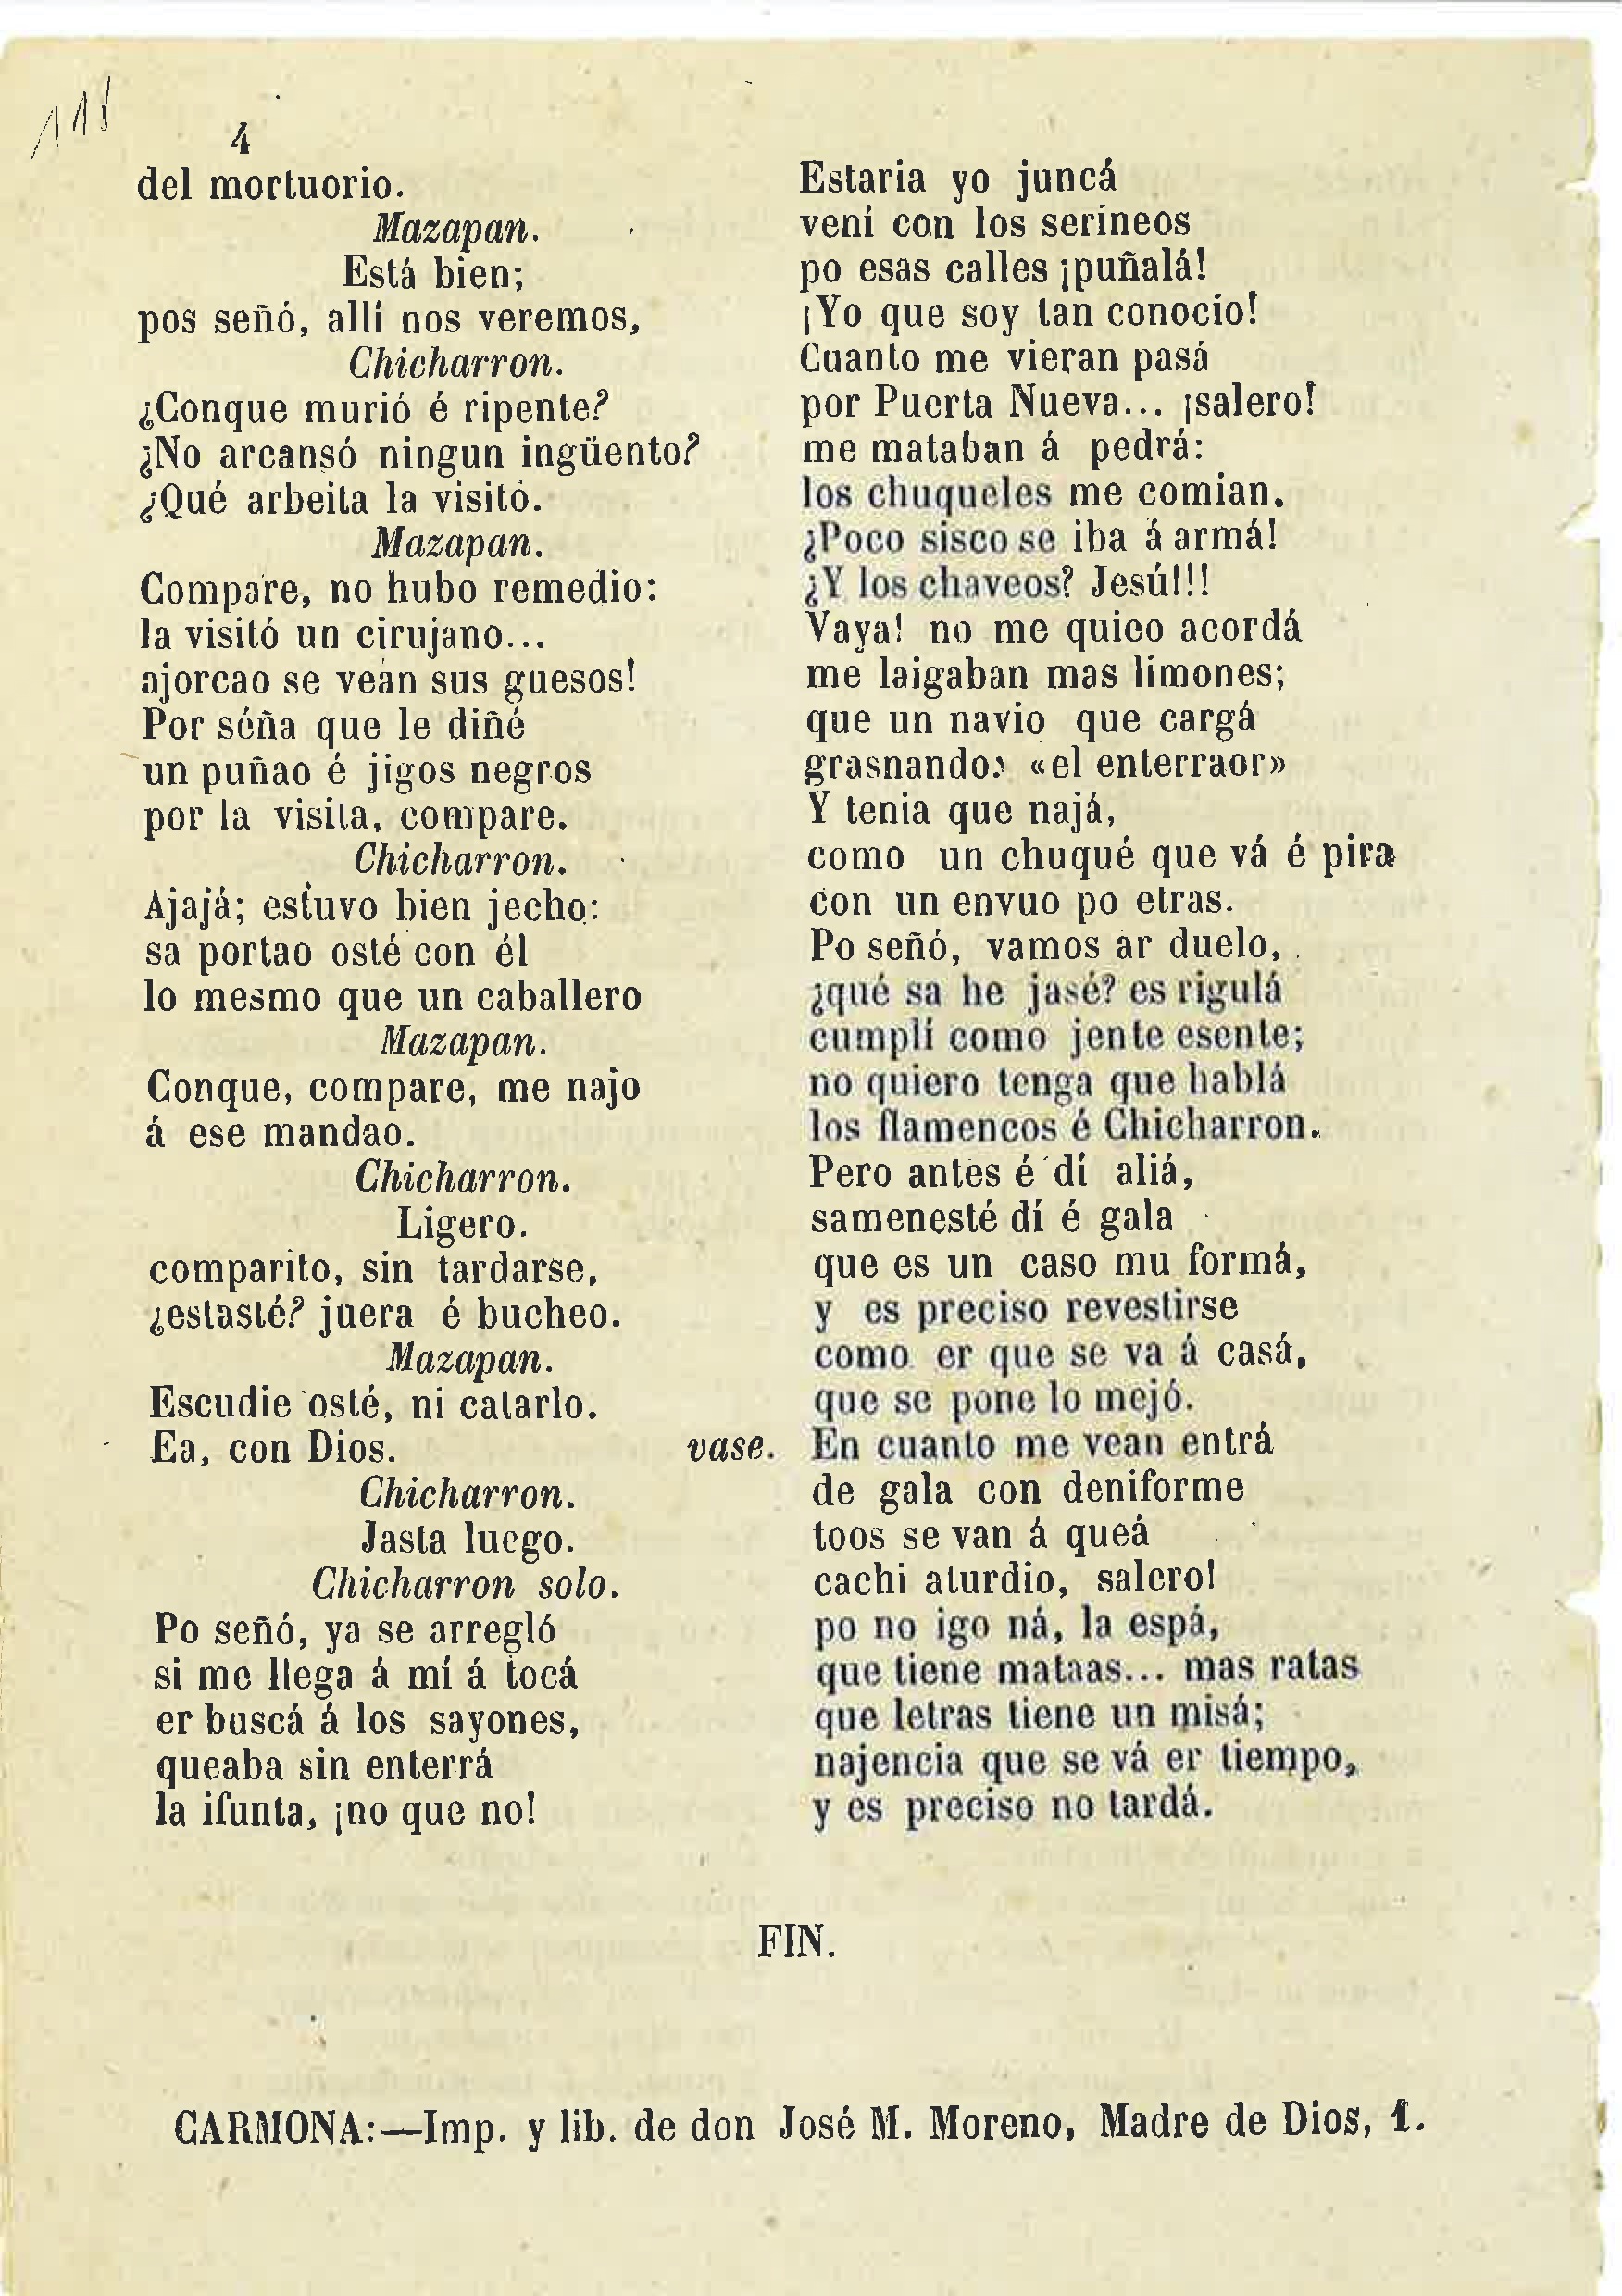 118
4
del mortuorio.
Mazapan.
Está bien;
pos señó, allí nos veremos,
Chicharron.
¿Conque murió é ripente?
¿No arcansó ningun ingüento?
¿Qué arbeita la visitó.
Mazapan.
Compare, no hubo remedio:
la visitó un cirujano...
ajorcao se vean sus guesos!
Por séña que le diñé
un puñao é jigos negros
por la visita, compare.
Chicharron.
Ajajá; estuvo bien jecho:
sa portao osté con él
lo mesmo que un caballero
Mazapan.
Conque, compare, me najo
á ese mandao.
Chicharron.
Ligero.
comparito, sin tardarse,
¿estasté? juera é bucheo.
Mazapan.
Escudie osté, ni catarlo.
Ea, con Dios. vase.
Chicharron.
Jasta luego.
Chicharron solo.
Po señó, ya se arregló
si me llega á mí á tocá
er buscá á los sayones,
queaba sin enterrá
la ifunta, ¡no que no!
Estaria yo juncá
vení con los serineos
po esas calles ¡puñalá!
¡Yo que soy tan conocio!
Cuanto me vieran pasá
por Puerta Nueva... ¡salero!
me mataban á pedrá:
los chuqueles me comian.
¿Poco sisco se iba á armá!
¿Y los chaveos? Jesú!!!
Vaya! no me quieo acordá
me laigaban mas limones;
que un navio que cargá
grasnando: «el enterraor»
Y tenia que najá,
como un chuqué que vá é pira
con un envuo po etras.
Po señó, vamos ar duelo,
¿qué sa he jasé? es rigulá
cumplí como jente esente;
no quiero tenga que hablá
los flamencos é Chicharron.
Pero antes é dí aliá,
samenesté dí é gala
que es un caso mu formá,
y es preciso revestirse
como er que se va á casá,
que se pone lo mejó.
En cuanto me vean entrá
de gala con deniforme
toos se van á queá
cachi aturdio, salero!
po no igo ná, la espá,
que tiene mataas... mas ratas
que letras tiene un misá;
najencia que se vá er tiempo,
y es preciso no tardá.
FIN.
CARMONA:—Imp. y lib. de don José M. Moreno, Madre de Dios, 1.